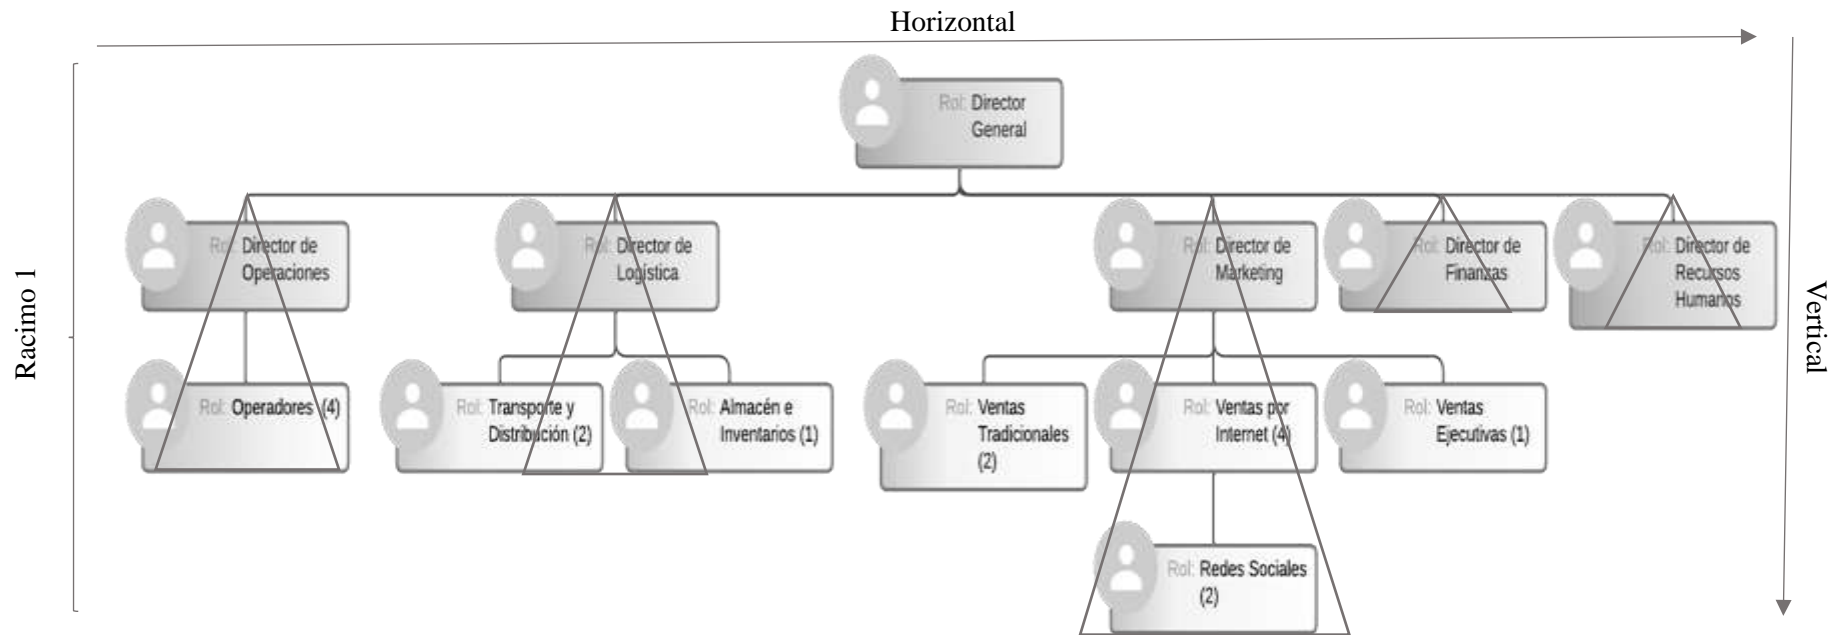 Horizontal
Rol: Director
General
Rol: Director de
Operaciones
Rol: Director de
Logística
Rol: Director de
Marketing
Rol: Director de
Finanzas
Rol: Director de
Recursos
Humanos
Racimo 1
Vertical
Rol: Operadores (4)
Rol: Transporte y
Distribución (2)
Rol: Almacén e
Inventarios (1)
Rol: Ventas
Tradicionales
(2)
Rol: Ventas por
Internet (4)
Rol: Ventas
Ejecutivas (1)
Rol: Redes Sociales
(2)